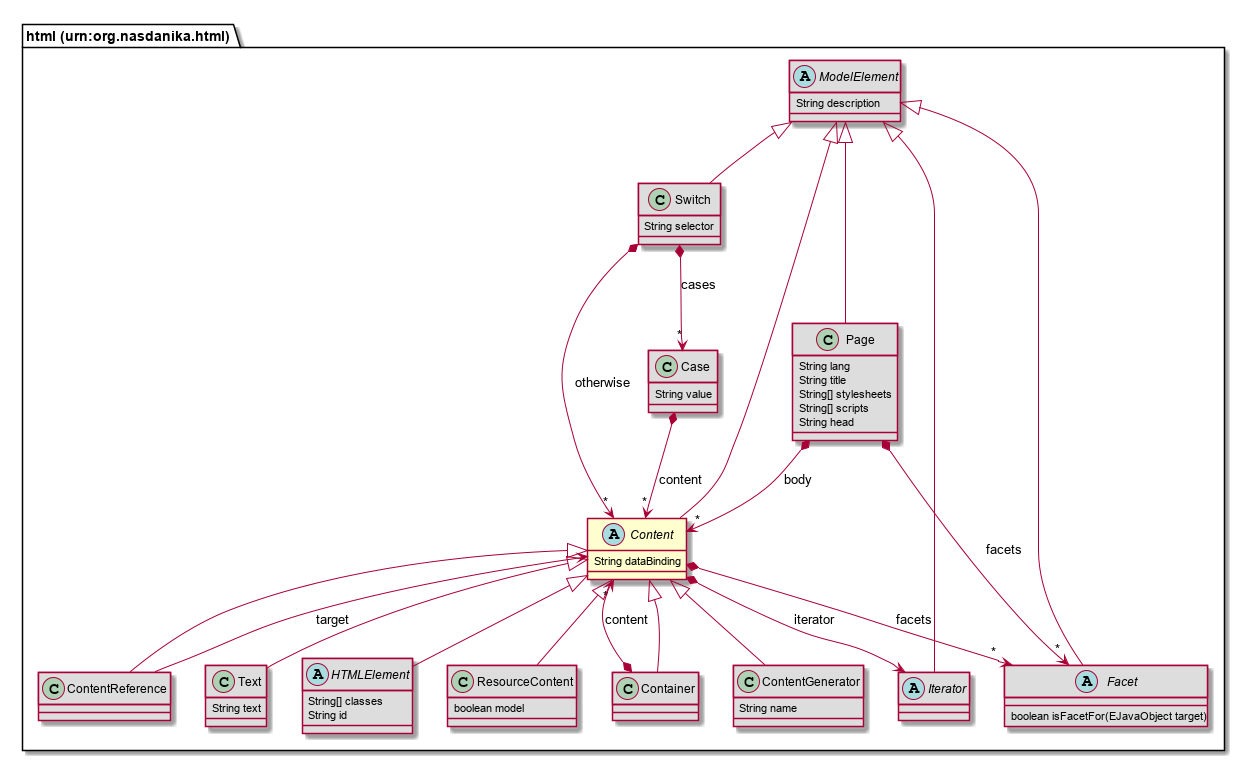 html (urn:org.nasdanika.html)
A ModelElement
String description
C Switch
String selector
cases
*
C Page
String lang
String title
String[] stylesheets
String[] scripts
String head
C Case
String value
otherwise
content
body
*
*
*
A Content
String dataBinding
facets
*
target
*
content
iterator
facets
*
C ContentReference
C Text
String text
A HTMLElement
String[] classes
String id
C ResourceContent
boolean model
C Container
C ContentGenerator
String name
A Iterator
A Facet
boolean isFacetFor(EJavaObject target)